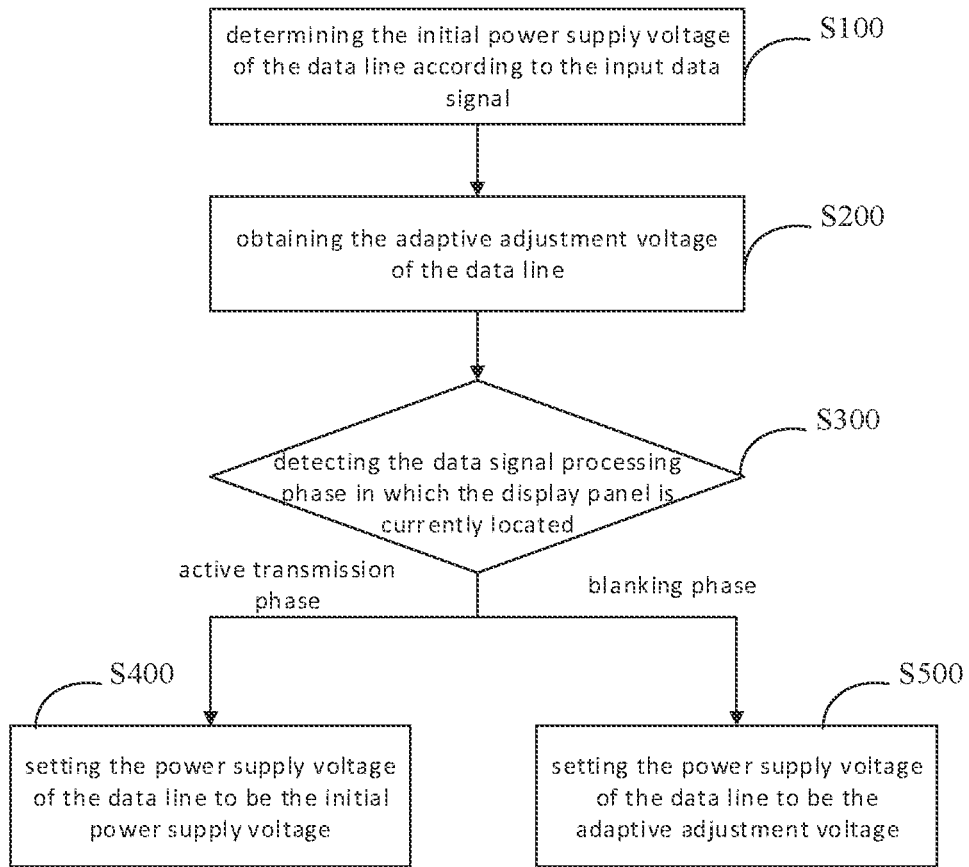 determining the initial power supply voltage
of the data line according to the input data
signal
S100
obtaining the adaptive adjustment voltage
of the data line
S200
detecting the data signal processing
phase in which the display panel is
currently located
S300
active transmission
phase
blanking phase
S400
setting the power supply voltage
of the data line to be the initial
power supply voltage
S500
setting the power supply voltage
of the data line to be the
adaptive adjustment voltage